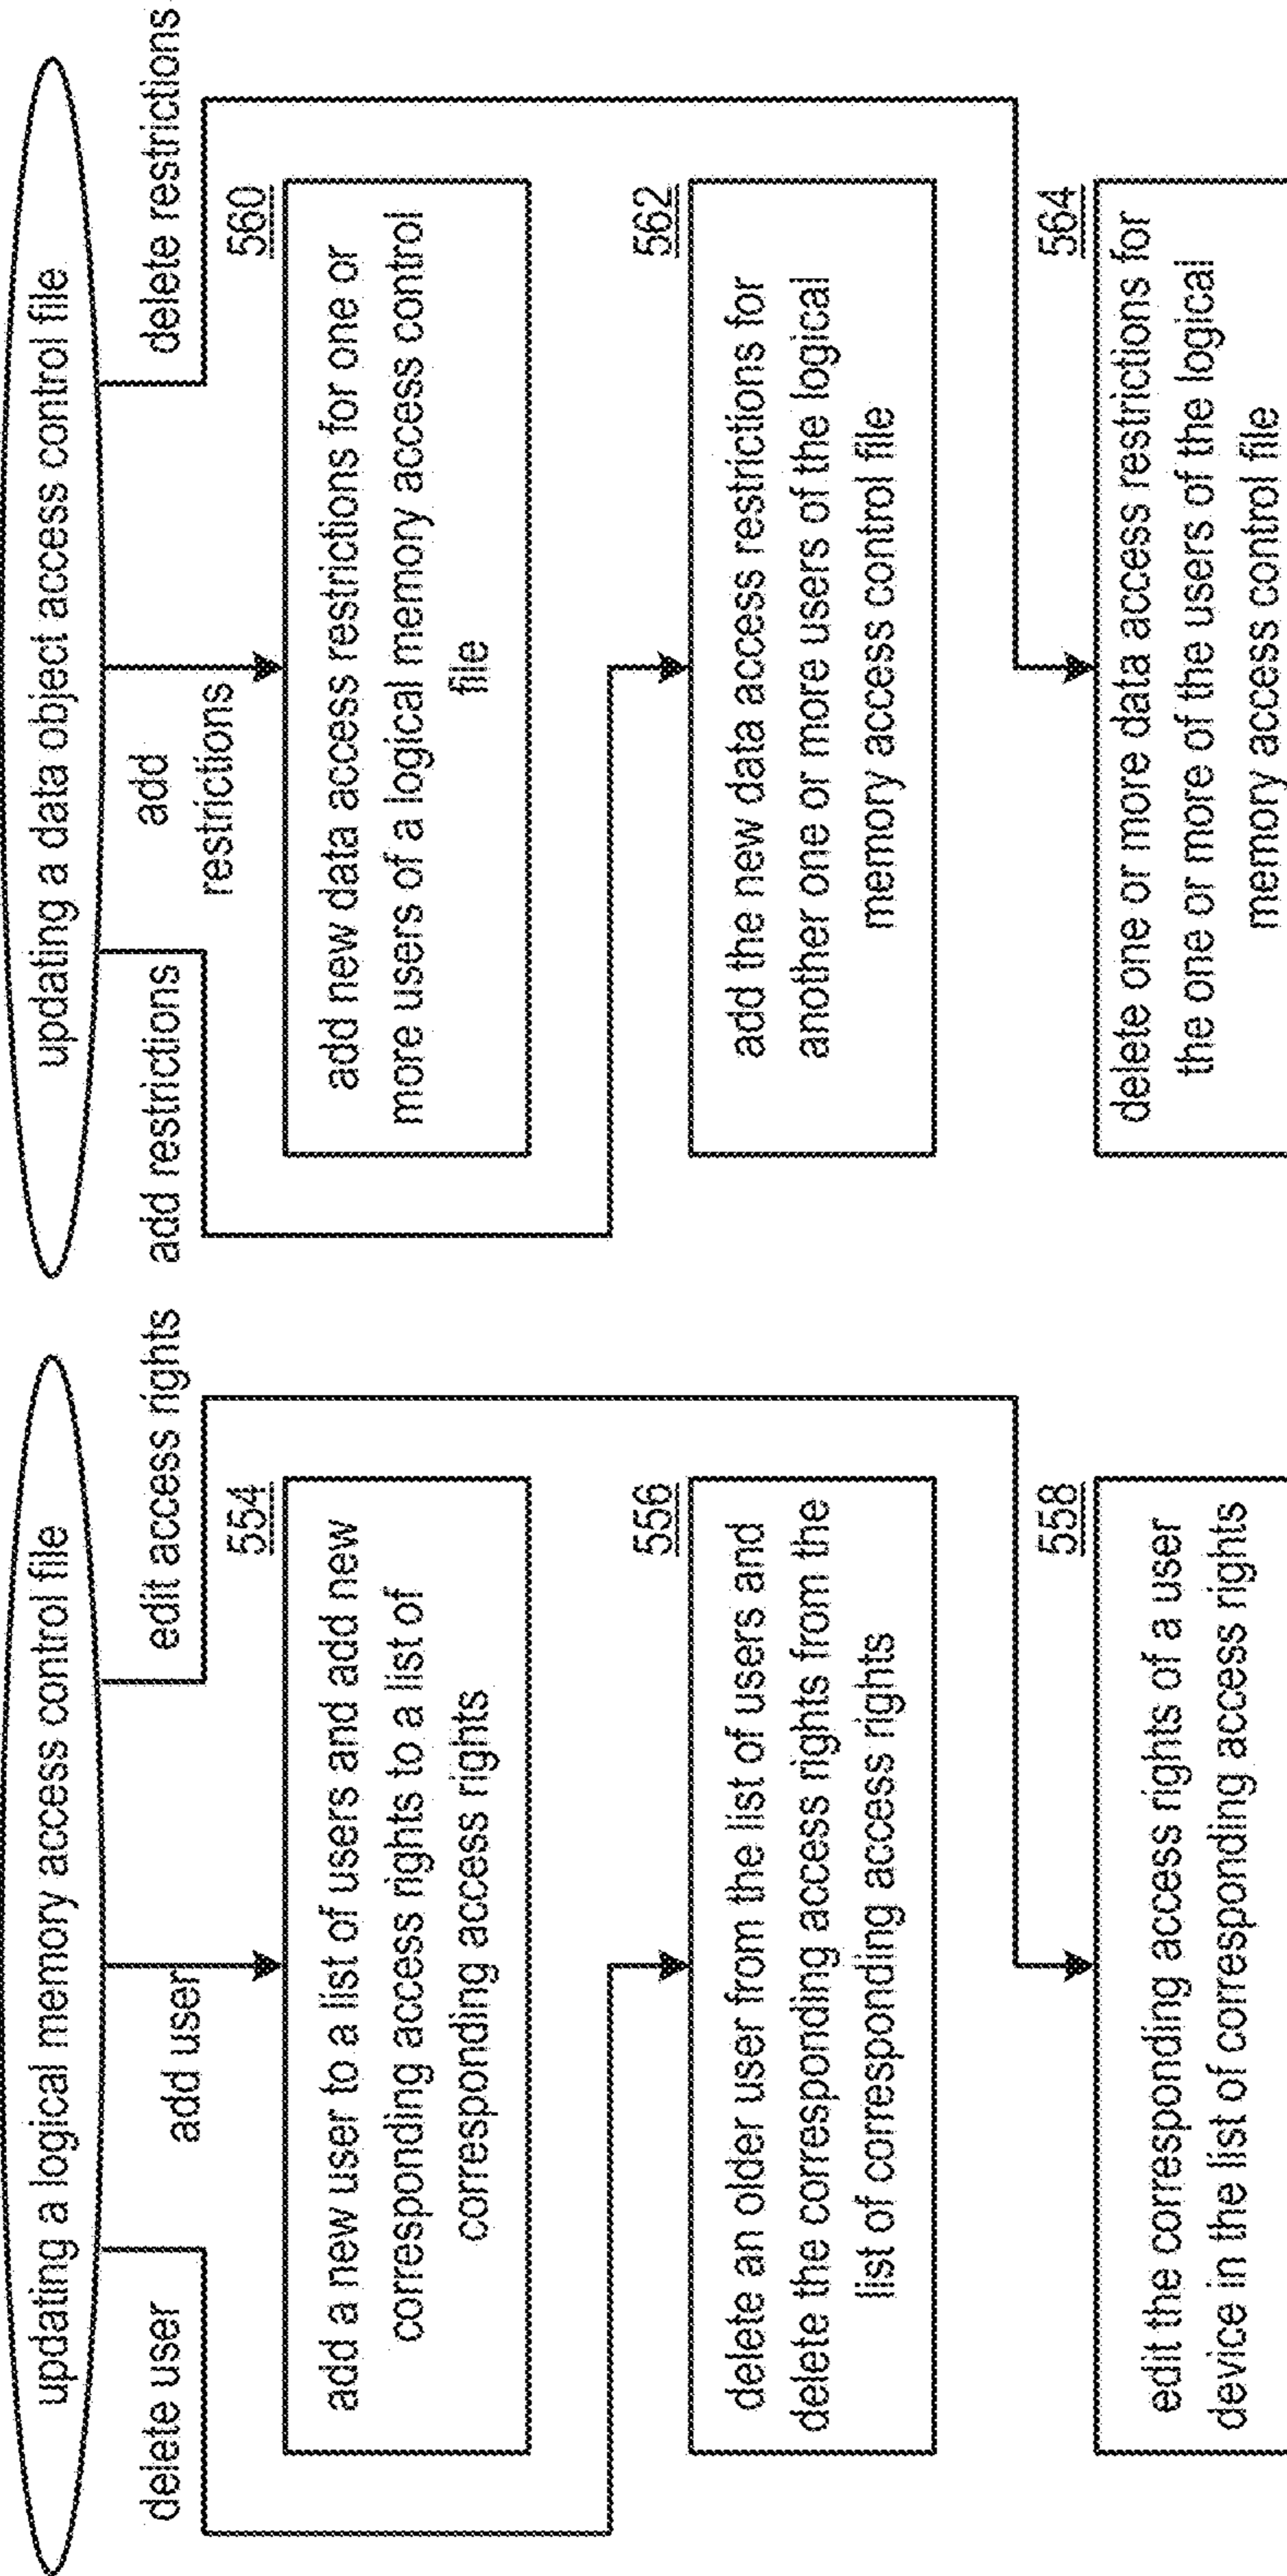 updating a logical memory access control file
delete user
add user
edit access rights
554
add a new user to a list of users and add new
corresponding access rights to a list of
corresponding access rights
556
delete an older user from the list of users and
delete the corresponding access rights from the
list of corresponding access rights
558
edit the corresponding access rights of a user
device in the list of corresponding access rights
updating a data object access control file
add restrictions
add
restrictions
delete restrictions
560
add new data access restrictions for one or
more users of a logical memory access control
file
562
add the new data access restrictions for
another one or more users of the logical
memory access control file
564
delete one or more data access restrictions for
the one or more of the users of the logical
memory access control file